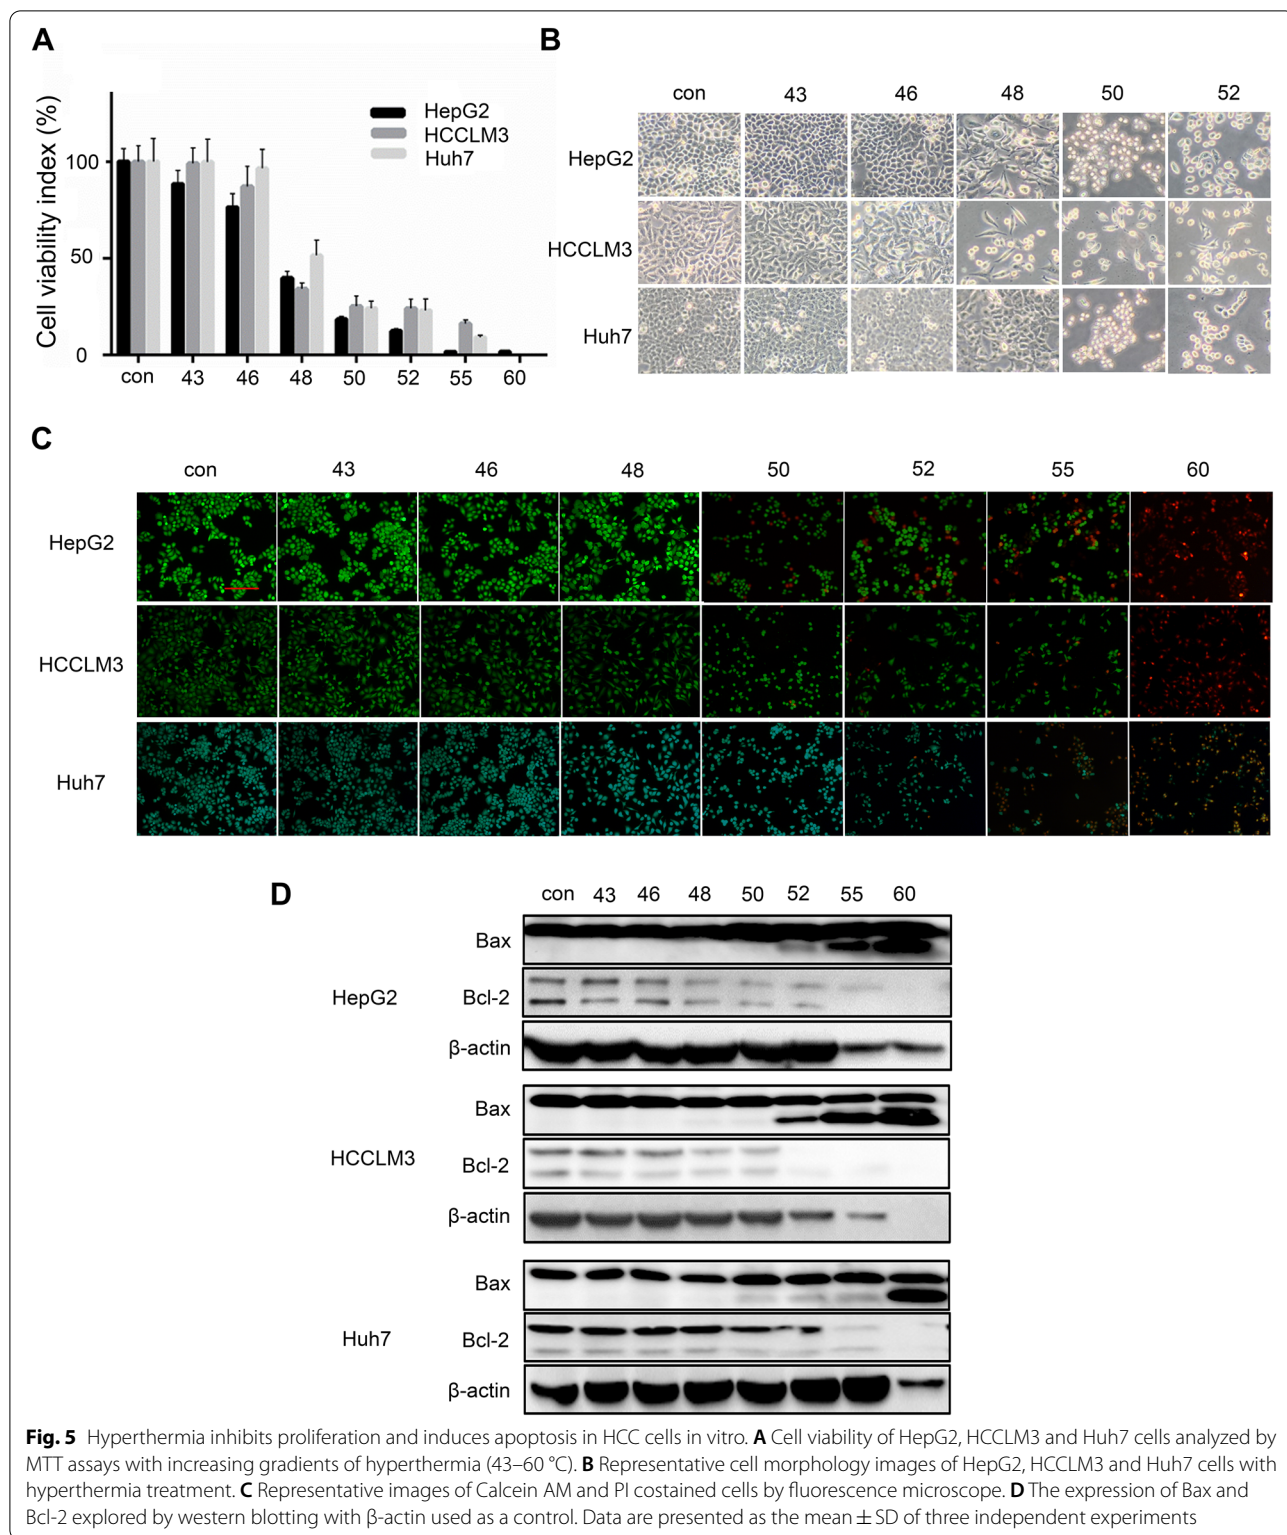 A
Cell viability index (%)
100
50
0
HepG2
HCCLM3
Huh7
con 43 46 48 50 52 55 60
B
con 43 46 48 50 52
HepG2
HCCLM3
Huh7
C
con 43 46 48 50 52 55 60
HepG2
HCCLM3
Huh7
D
con 43 46 48 50 52 55 60
HepG2
Bax
Bcl-2
β-actin
HCCLM3
Bax
Bcl-2
β-actin
Huh7
Bax
Bcl-2
β-actin
Fig. 5 Hyperthermia inhibits proliferation and induces apoptosis in HCC cells in vitro. A Cell viability of HepG2, HCCLM3 and Huh7 cells analyzed by
MTT assays with increasing gradients of hyperthermia (43–60 °C). B Representative cell morphology images of HepG2, HCCLM3 and Huh7 cells with
hyperthermia treatment. C Representative images of Calcein AM and PI costained cells by fluorescence microscope. D The expression of Bax and
Bcl-2 explored by western blotting with β-actin used as a control. Data are presented as the mean ± SD of three independent experiments